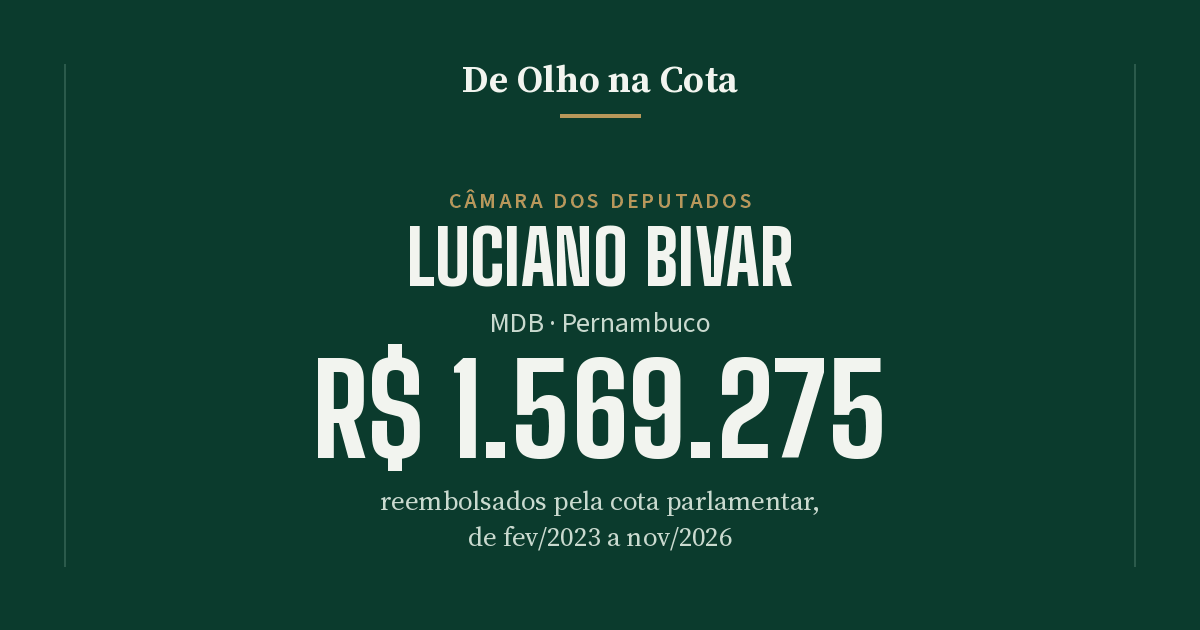 De Olho na Cota
CÂMARA DOS DEPUTADOS
LUCIANO BIVAR
MDB · Pernambuco
R$ 1.569.275
reembolsados pela cota parlamentar,
de fev/2023 a nov/2026